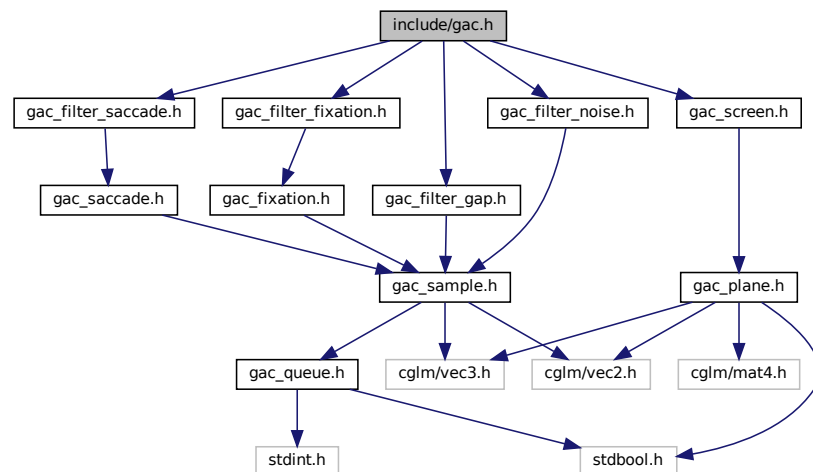 include/gac.h
gac_filter_saccade.h
gac_filter_fixation.h
gac_filter_noise.h
gac_screen.h
gac_saccade.h
gac_fixation.h
gac_filter_gap.h
gac_sample.h
gac_plane.h
gac_queue.h
cglm/vec3.h
cglm/vec2.h
cglm/mat4.h
stdint.h
stdbool.h